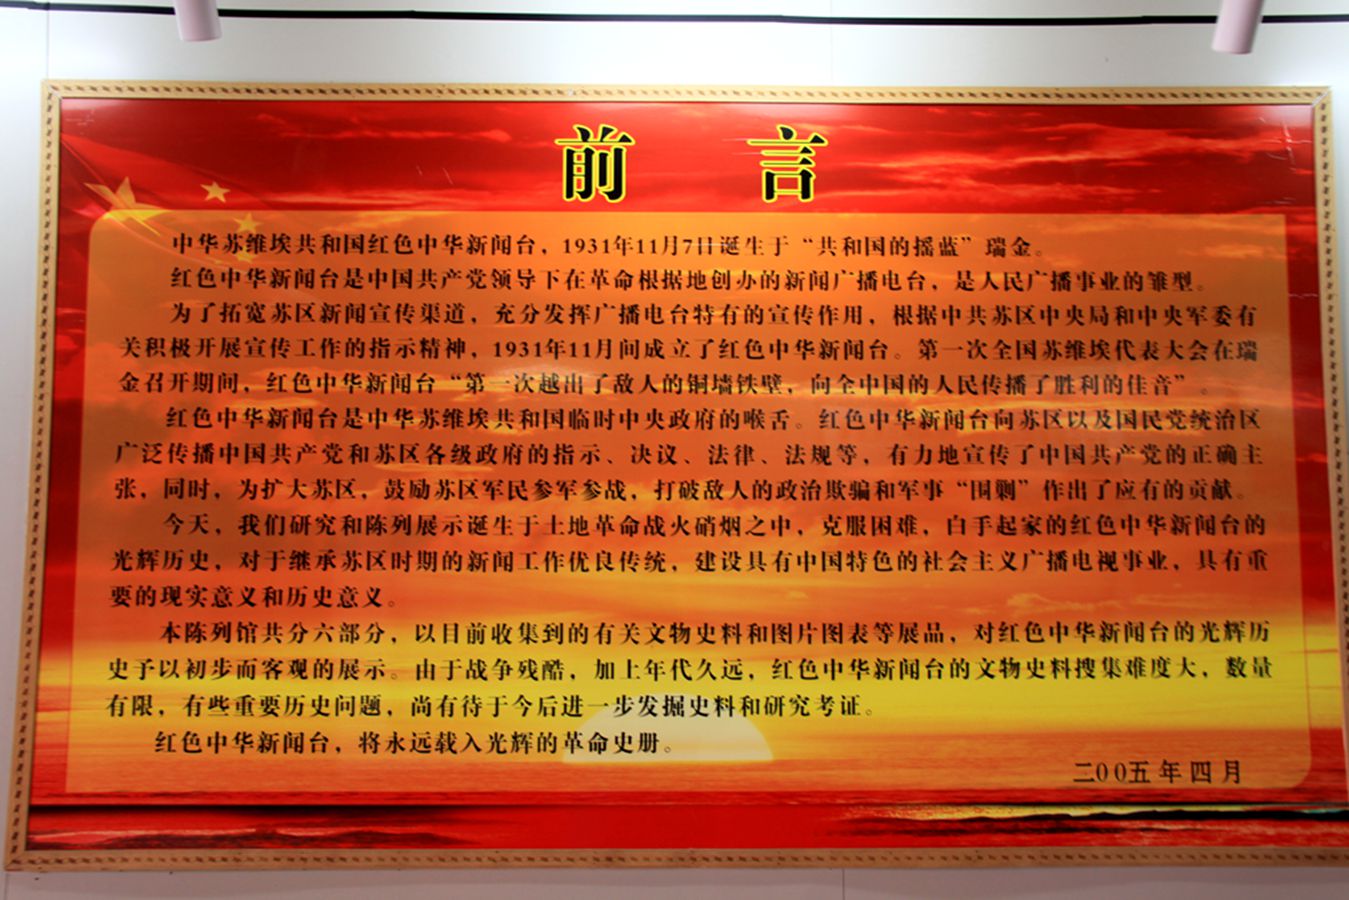 前 言
中华苏维埃共和国红色中华新闻台，1931年11月7日诞生于“共和国的摇蓝”瑞金。
红色中华新闻台是中国共产党领导下在革命根据地创办的新闻广播电台，是人民广播事业的雏型。
为了拓宽苏区新闻宣传渠道，充分发挥广播电台特有的宣传作用，根据中共苏区中央局和中央军委有
关积极开展宣传工作的指示精神，1931年11月间成立了红色中华新闻台。第一次全国苏维埃代表大会在瑞
金召开期间，红色中华新闻台“第一次越出了敌人的铜墙铁壁，向全中国的人民传播了胜利的佳音”。
红色中华新闻台是中华苏维埃共和国临时中央政府的喉舌。红色中华新闻台向苏区以及国民党统治区
广泛传播中国共产党和苏区各级政府的指示、决议、法律、法规等，有力地宣传了中国共产党的正确主
张，同时，为扩大苏区，鼓励苏区军民参军参战，打破敌人的政治欺骗和军事“围剿”作出了应有的贡献。
今天，我们研究和陈列展示诞生于土地革命战火硝烟之中，克服困难，白手起家的红色中华新闻台的
光辉历史，对于继承苏区时期的新闻工作优良传统，建设具有中国特色的社会主义广播电视事业，具有重
要的现实意义和历史意义。
本陈列馆共分六部分，以目前收集到的有关文物史料和图片图表等展品，对红色中华新闻台的光辉历
史予以初步而客观的展示。由于战争残酷，加上年代久远，红色中华新闻台的文物史料搜集难度大，数量
有限，有些重要历史问题，尚有待于今后进一步发掘史料和研究考证。
红色中华新闻台，将永远载入光辉的革命史册。
二00五年四月